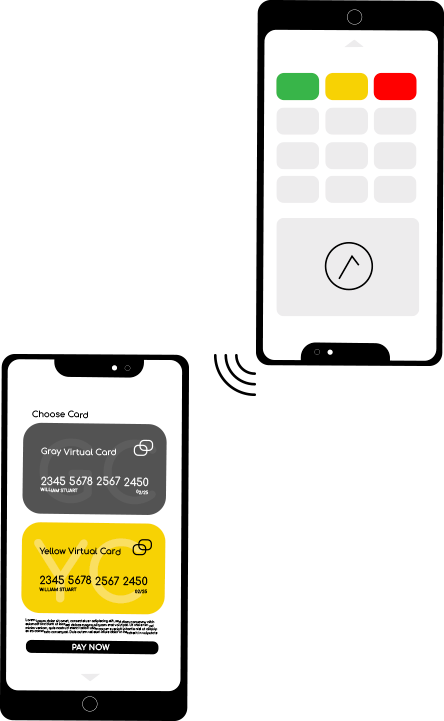 Choose Card
GC
Gray Virtual Card
2345 5678 2567 2450
WILLIAM STUART 02/25
YC
Yellow Virtual Card
2345 5678 2567 2450
WILLIAM STUART 02/25
PAY NOW